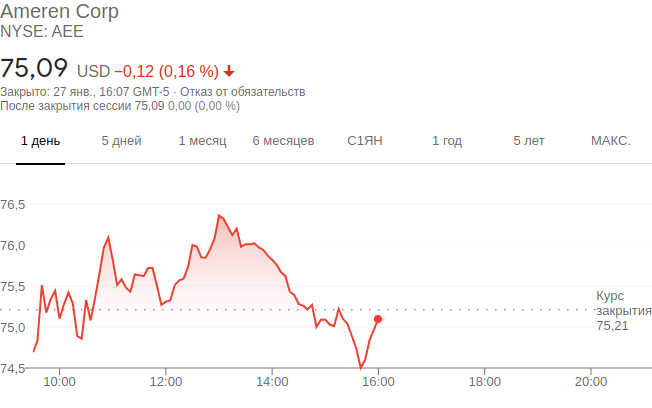 Ameren Corp
NYSE: AEE
75,09 USD −0,12 (0,16 %)
Закрыто: 27 янв., 16:07 GMT-5 · Отказ от обязательств
После закрытия сессии 75,09 0,00 (0,00 %)
1 день 5 дней 1 месяц 6 месяцев С1ЯН 1 год 5 лет МАКС.
76,5
76,0
75,5
Курс
закрытия
75,21
75,0
74,5
10:00 12:00 14:00 16:00 18:00 20:00